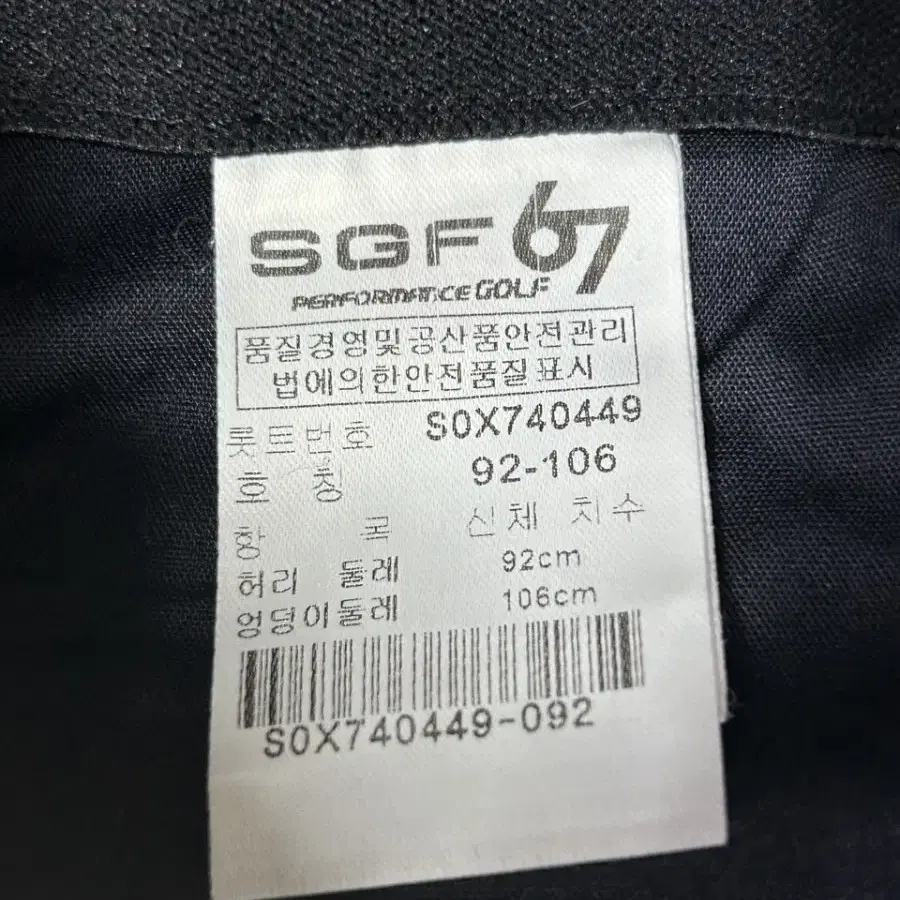 SGF 67
PERFORMANCE GOLF
품질경영및공산품안전관리
법에의한안전품질표시
롯트번호 S0X740449
호 칭 92-106
항 목 신체 치수
허리 둘레 92cm
엉덩이둘레 106cm
S0X740449-092